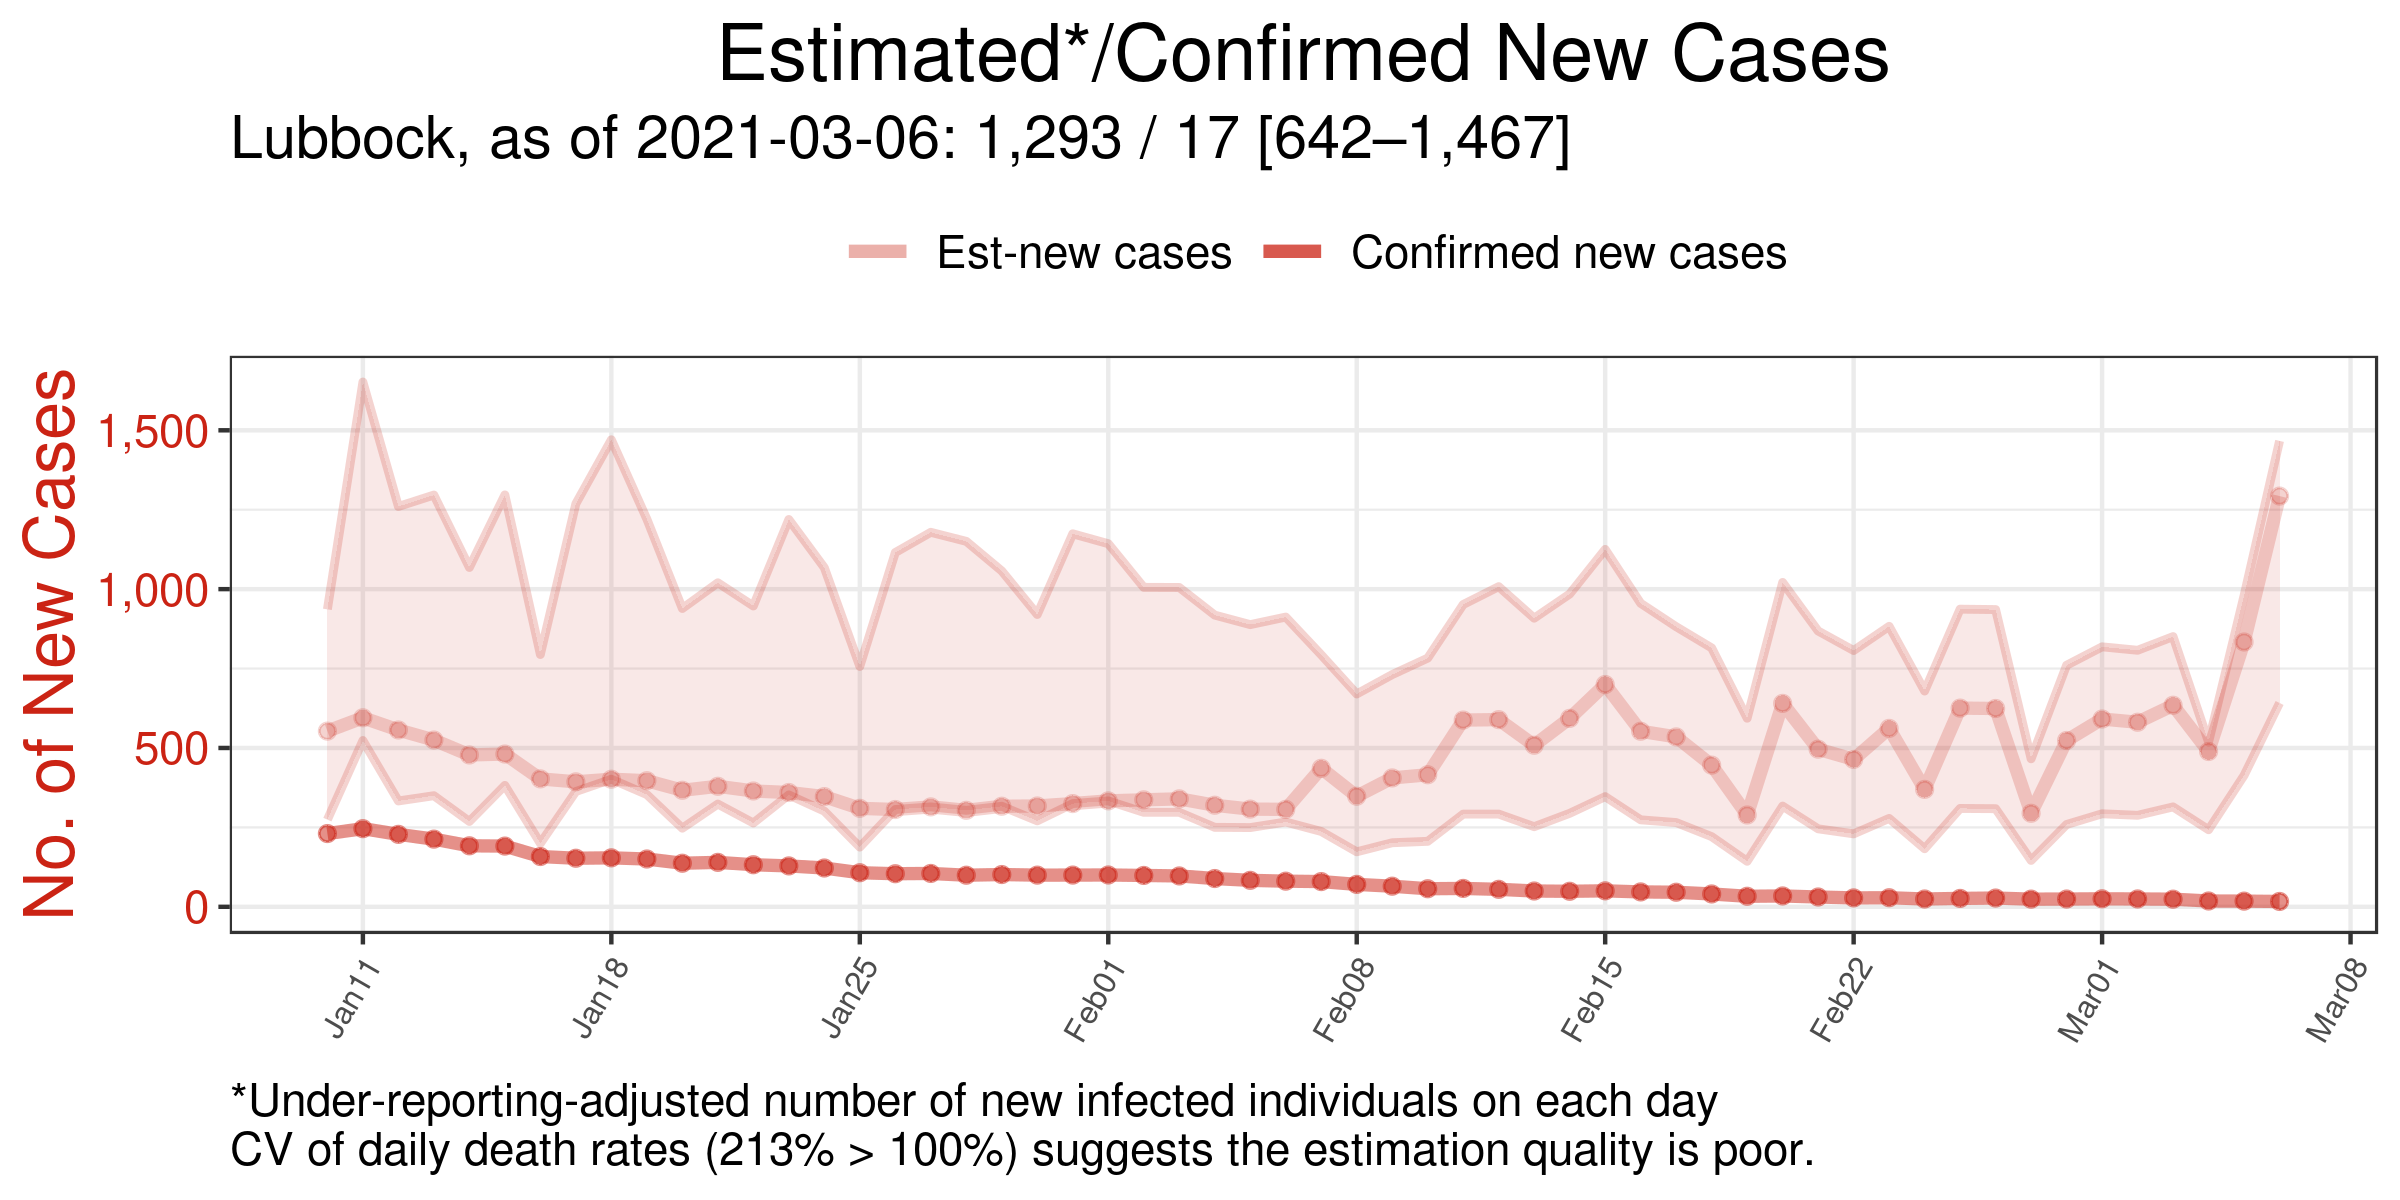 Estimated*/Confirmed New Cases
Lubbock, as of 2021-03-06: 1,293 / 17 [642–1,467]
Est-new cases
Confirmed new cases
No. of New Cases
1,500
1,000
500
0
Jan11
Jan18
Jan25
Feb01
Feb08
Feb15
Feb22
Mar01
Mar08
*Under-reporting-adjusted number of new infected individuals on each day
CV of daily death rates (213% > 100%) suggests the estimation quality is poor.